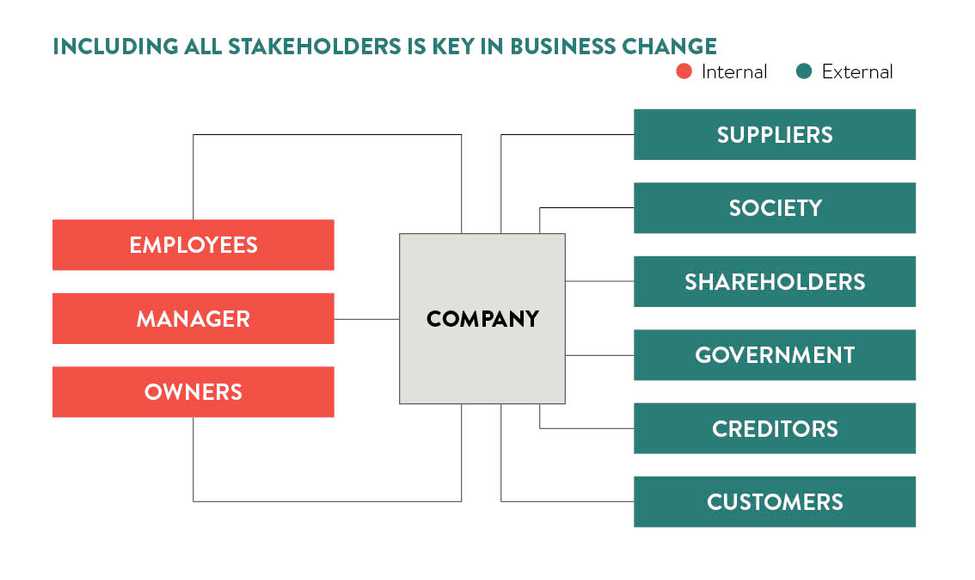 INCLUDING ALL STAKEHOLDERS IS KEY IN BUSINESS CHANGE
Internal
External
EMPLOYEES
MANAGER
OWNERS
COMPANY
SUPPLIERS
SOCIETY
SHAREHOLDERS
GOVERNMENT
CREDITORS
CUSTOMERS